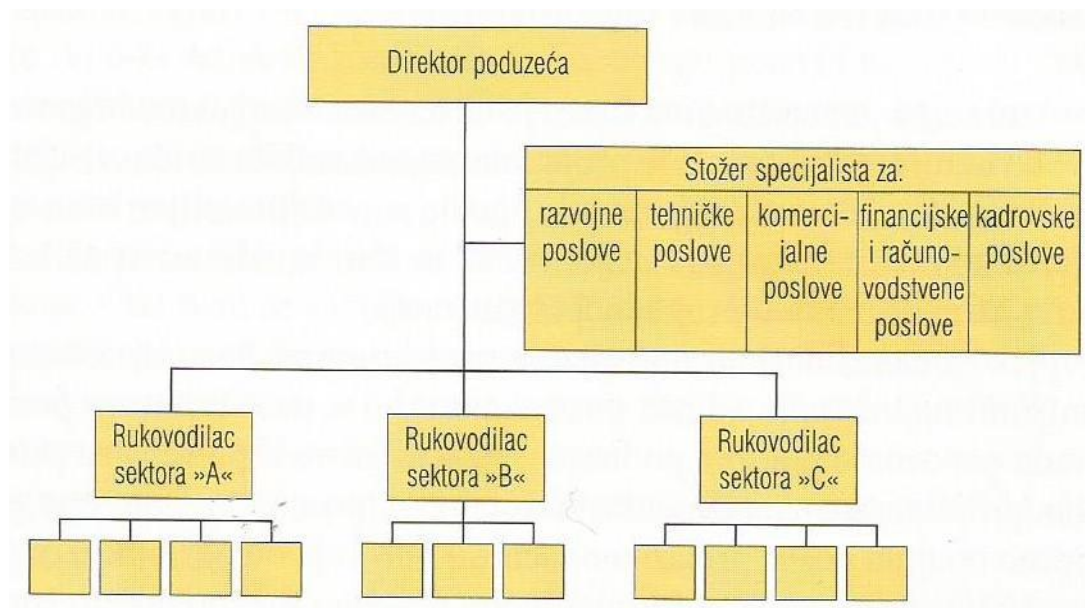 Direktor poduzeća
Stožer specijalista za:
razvojne
poslove
tehničke
poslove
komerci-
jalne
poslove
financijske
i računo-
vodstvene
poslove
kadrovske
poslove
Rukovodilac
sektora »A«
Rukovodilac
sektora »B«
Rukovodilac
sektora »C«